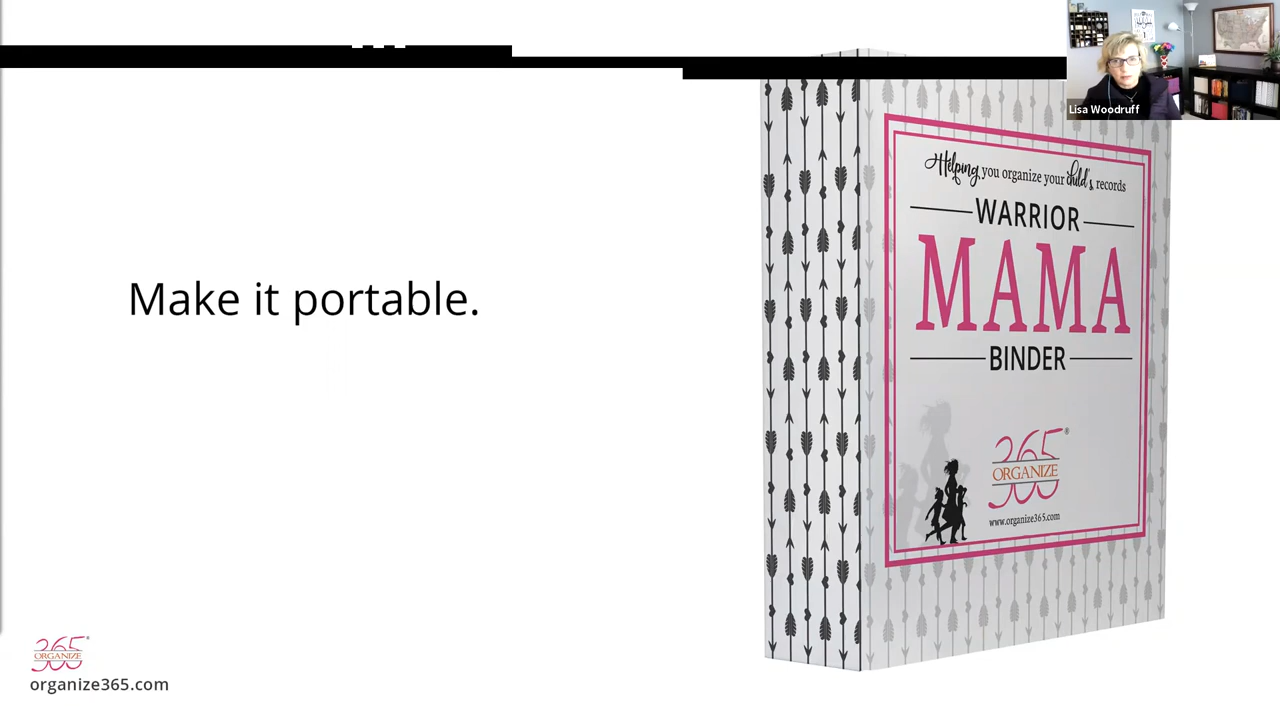 Lisa Woodruff
Helping you organize your child's records
WARRIOR
MAMA
BINDER
Make it portable.
365®
ORGANIZE
www.organize365.com
365®
ORGANIZE
organize365.com